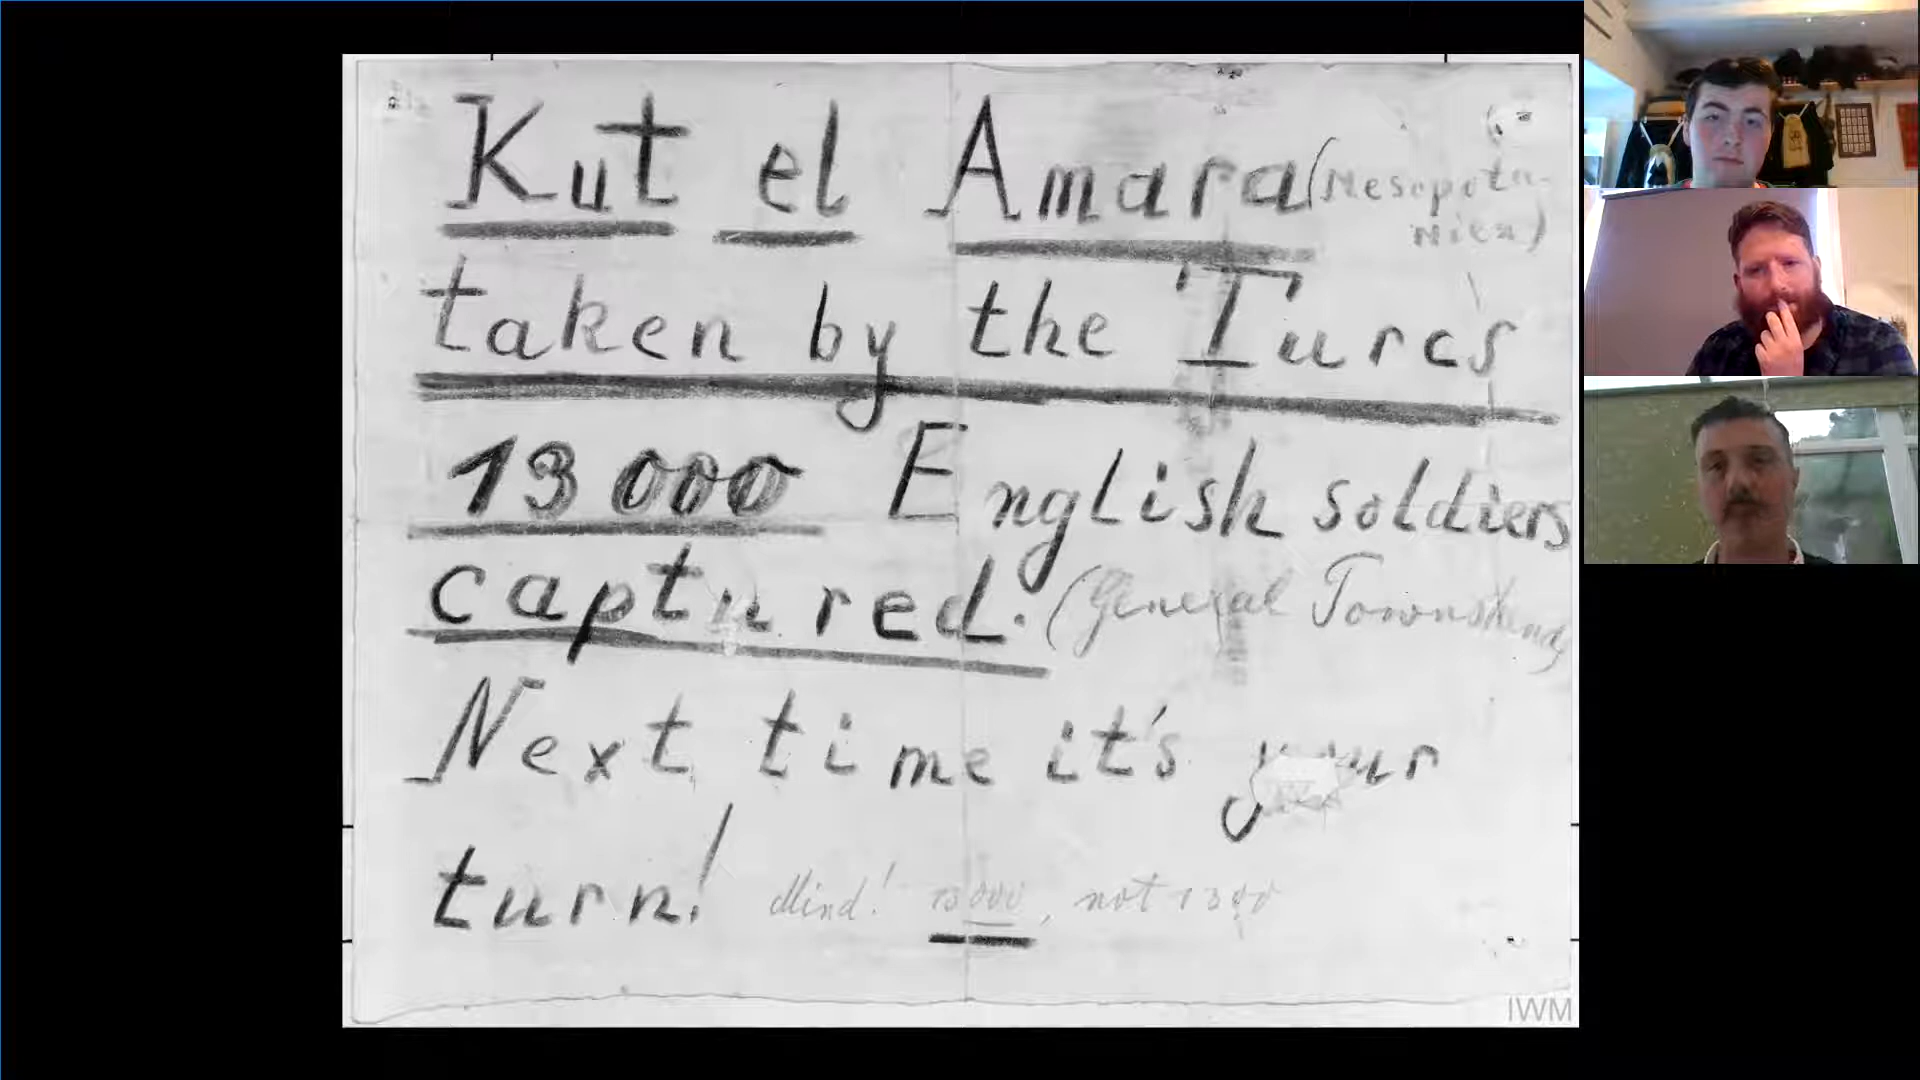 Kut el Amara (Mesopota-
nien)
taken by the Turcs
13000 English soldiers
captured. (General Townshend)
Next time it's your
turn! Mind! 13000, not 1300
IWM